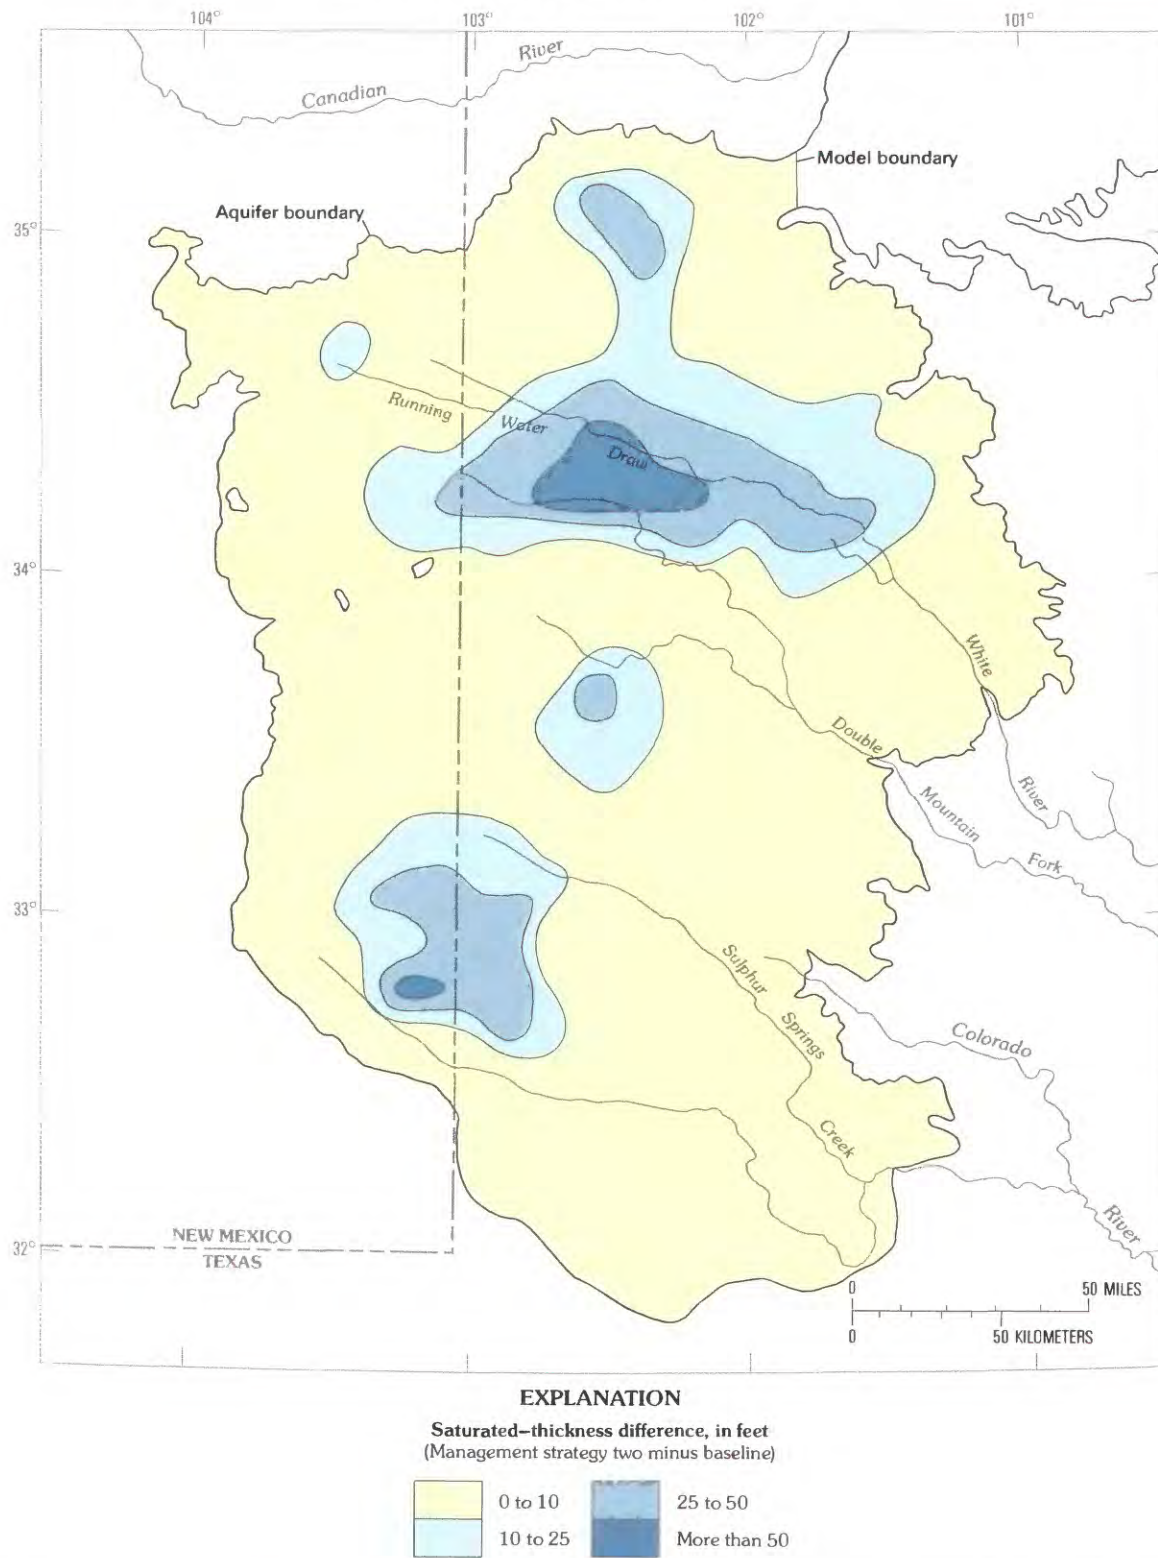 104° 103° 102° 101°
River
Canadian
Model boundary
Aquifer boundary
35°
Running
Water
Draw
34°
White
Double
River
Mountain
Fork
33°
Sulphur
Springs
Colorado
Creek
River
NEW MEXICO
32°
TEXAS
0 50 MILES
0 50 KILOMETERS
EXPLANATION
Saturated–thickness difference, in feet
(Management strategy two minus baseline)
0 to 10 25 to 50
10 to 25 More than 50